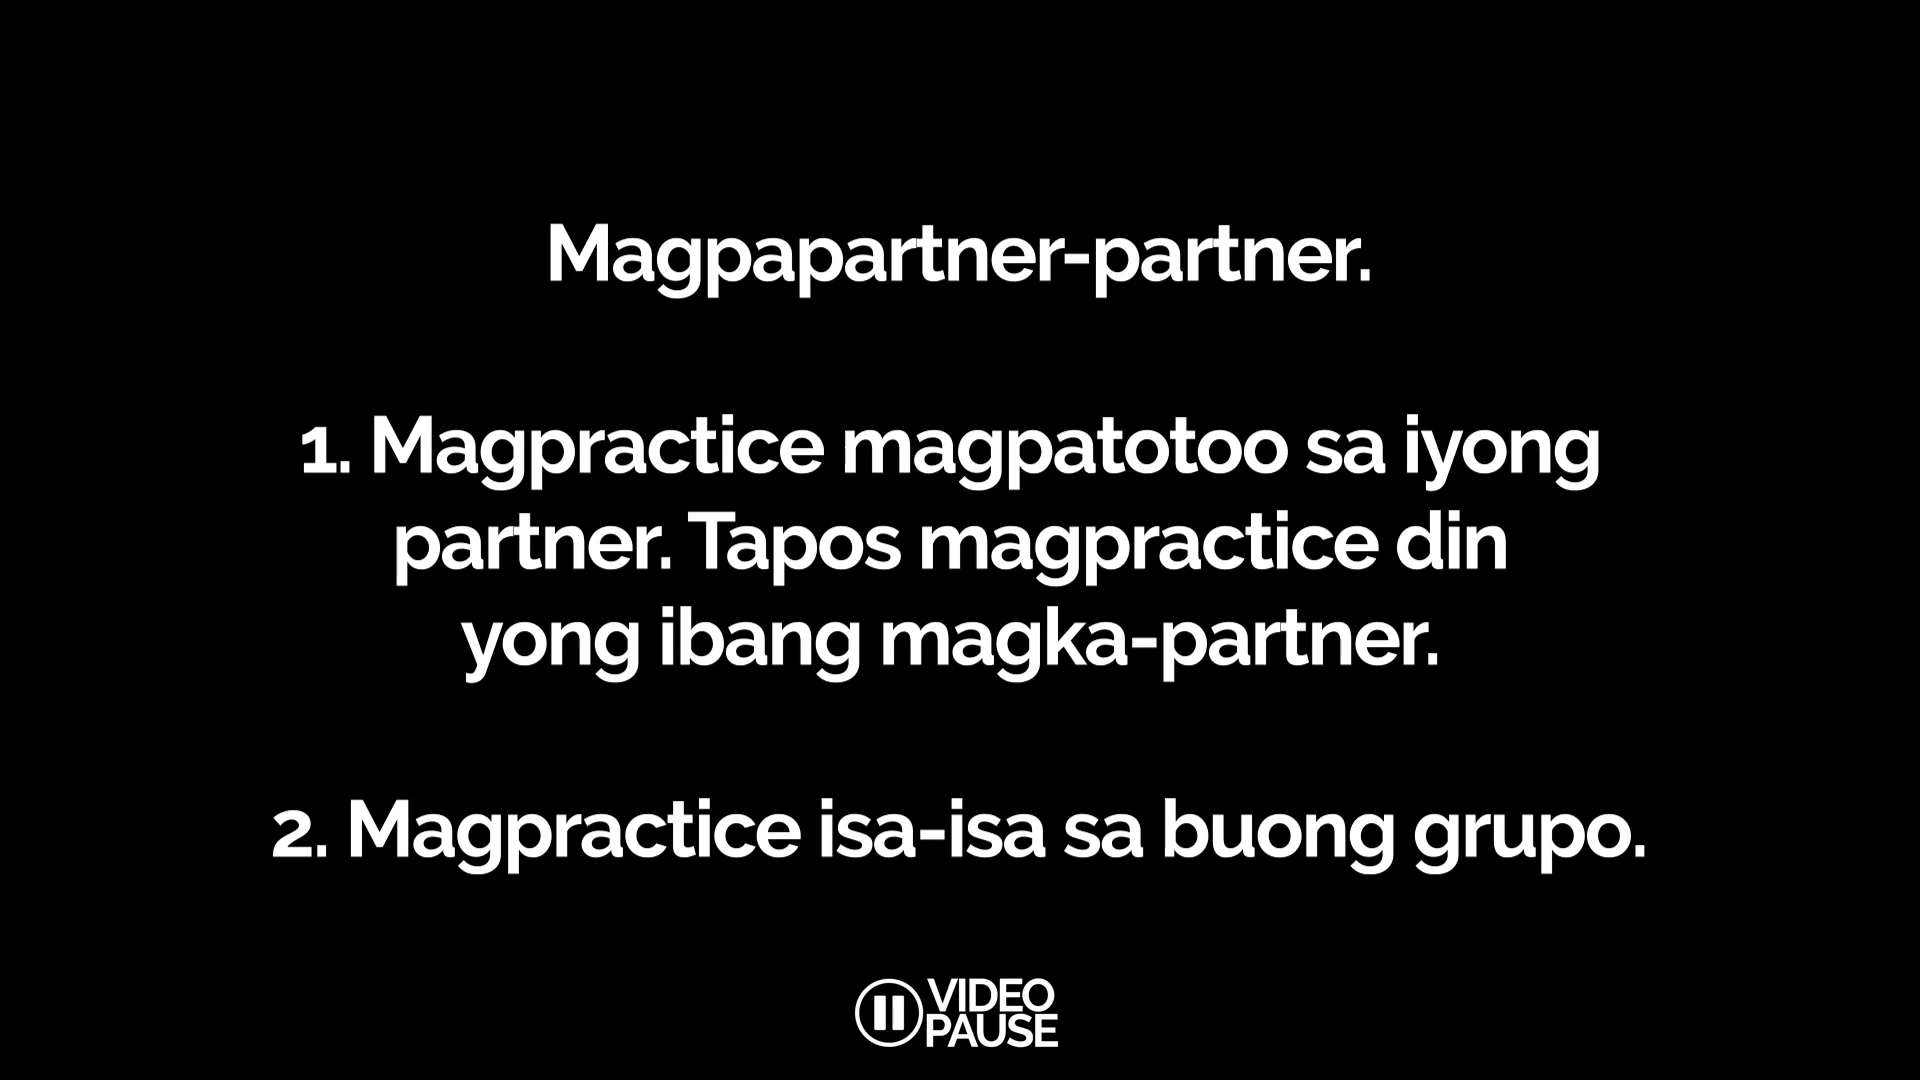 Magpapartner-partner.
1. Magpractice magpatotoo sa iyong
partner. Tapos magpractice din
yong ibang magka-partner.
2. Magpractice isa-isa sa buong grupo.
VIDEO
PAUSE